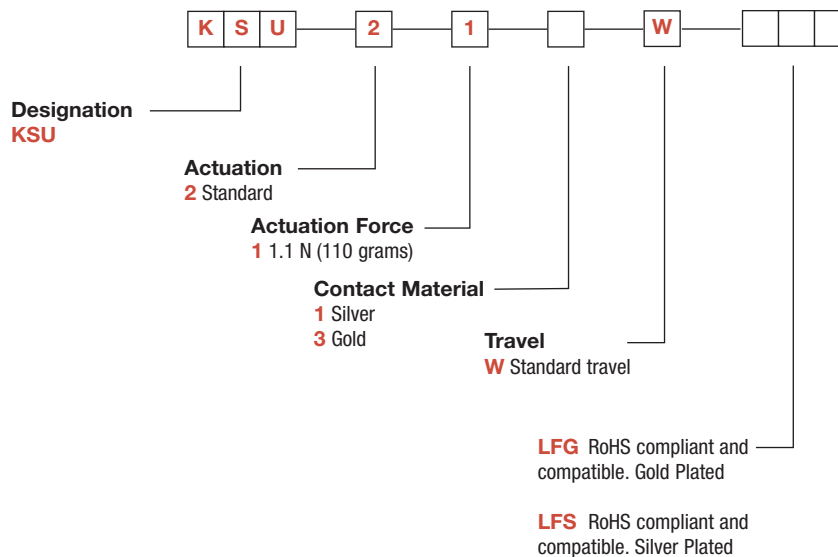 K S U 2 1 W
Designation
KSU
Actuation
2 Standard
Actuation Force
1 1.1 N (110 grams)
Contact Material
1 Silver
3 Gold
Travel
W Standard travel
LFG RoHS compliant and
compatible. Gold Plated
LFS RoHS compliant and
compatible. Silver Plated